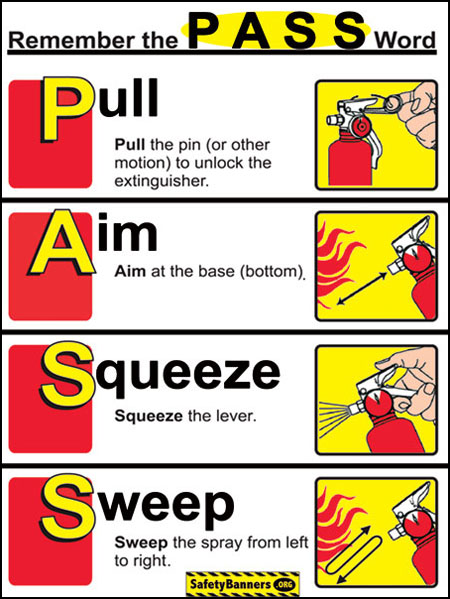 Remember the P A S S Word
Pull
Pull the pin (or other
motion) to unlock the
extinguisher.
Aim
Aim at the base (bottom).
Squeeze
Squeeze the lever.
Sweep
Sweep the spray from left
to right.
SafetyBanners.ORG